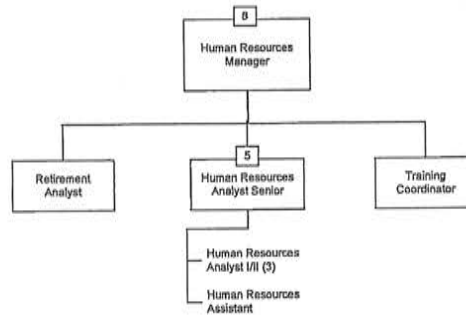 8
Human Resources
Manager
Retirement
Analyst
5
Human Resources
Analyst Senior
Training
Coordinator
Human Resources
Analyst I/II (3)
Human Resources
Assistant